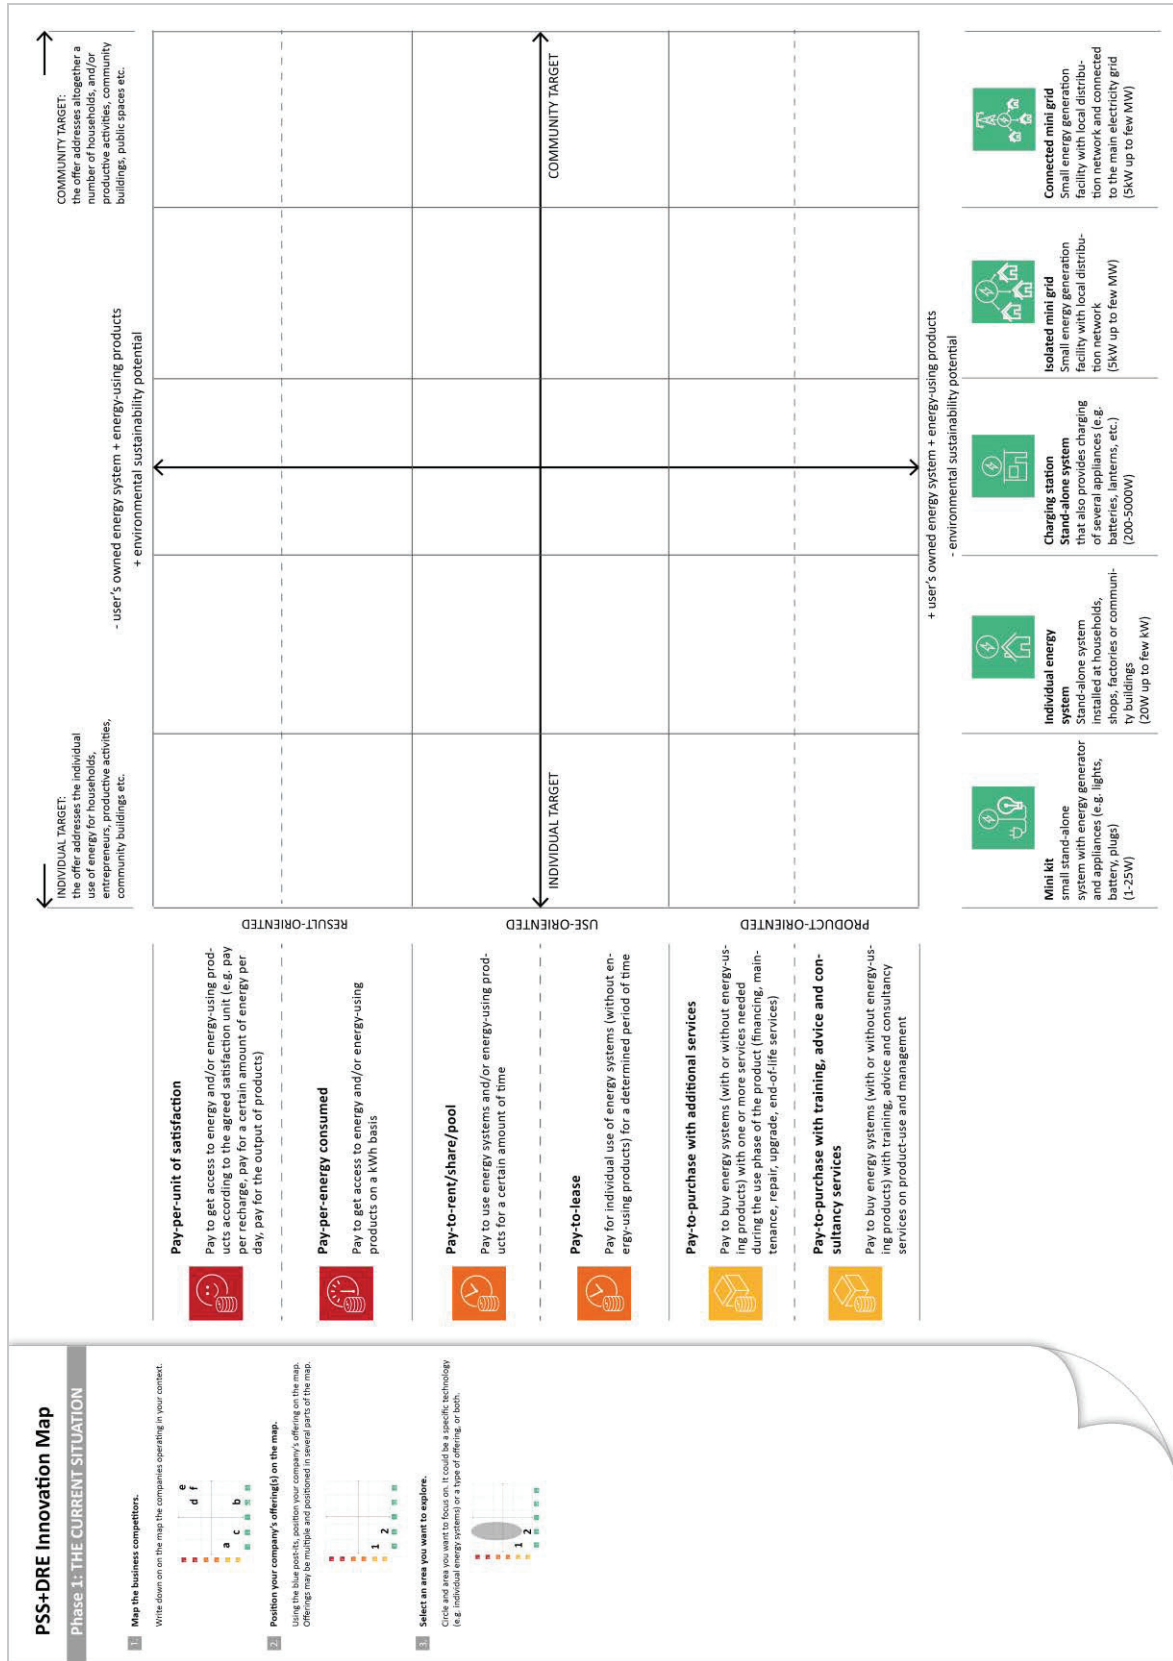 PSS+DRE Innovation Map
Phase 1: THE CURRENT SITUATION
1.
Map the business competitors.
Write down on on the map the companies operating in your context.
a
c
d
f
e
b
2.
Position your company's offering(s) on the map.
Using the blue post-its, position your company's offering on the map.
Offerings may be multiple and positioned in several parts of the map.
1
2
3.
Select an area you want to explore.
Circle and area you want to focus on. It could be a specific technology
(e.g. individual energy systems) or a type of offering, or both.
1
2
Pay-per-unit of satisfaction
Pay to get access to energy and/or energy-using prod-
ucts according to the agreed satisfaction unit (e.g. pay
per recharge, pay for a certain amount of energy per
day, pay for the output of products)
Pay-per-energy consumed
Pay to get access to energy and/or energy-using
products on a kWh basis
Pay-to-rent/share/pool
Pay to use energy systems and/or energy-using prod-
ucts for a certain amount of time
Pay-to-lease
Pay for individual use of energy systems (without en-
ergy-using products) for a determined period of time
Pay-to-purchase with additional services
Pay to buy energy systems (with or without energy-us-
ing products) with one or more services needed
during the use phase of the product (financing, main-
tenance, repair, upgrade, end-of-life services)
Pay-to-purchase with training, advice and con-
sultancy services
Pay to buy energy systems (with or without energy-us-
ing products) with training, advice and consultancy
services on product-use and management
RESULT-ORIENTED
USE-ORIENTED
PRODUCT-ORIENTED
INDIVIDUAL TARGET:
the offer addresses the individual
use of energy for households,
entrepreneurs, productive activities,
community buildings etc.
- user's owned energy system + energy-using products
+ environmental sustainability potential
COMMUNITY TARGET:
the offer addresses altogether a
number of households, and/or
productive activities, community
buildings, public spaces etc.
INDIVIDUAL TARGET
COMMUNITY TARGET
+ user's owned energy system + energy-using products
- environmental sustainability potential
Mini kit
small stand-alone
system with energy generator
and appliances (e.g. lights,
battery, plugs)
(1-25W)
Individual energy
system
Stand-alone system
installed at households,
shops, factories or communi-
ty buildings
(20W up to few kW)
Charging station
Stand-alone system
that also provides charging
of several appliances (e.g.
batteries, lanterns, etc.)
(200-5000W)
Isolated mini grid
Small energy generation
facility with local distribu-
tion network
(5kW up to few MW)
Connected mini grid
Small energy generation
facility with local distribu-
tion network and connected
to the main electricity grid
(5kW up to few MW)